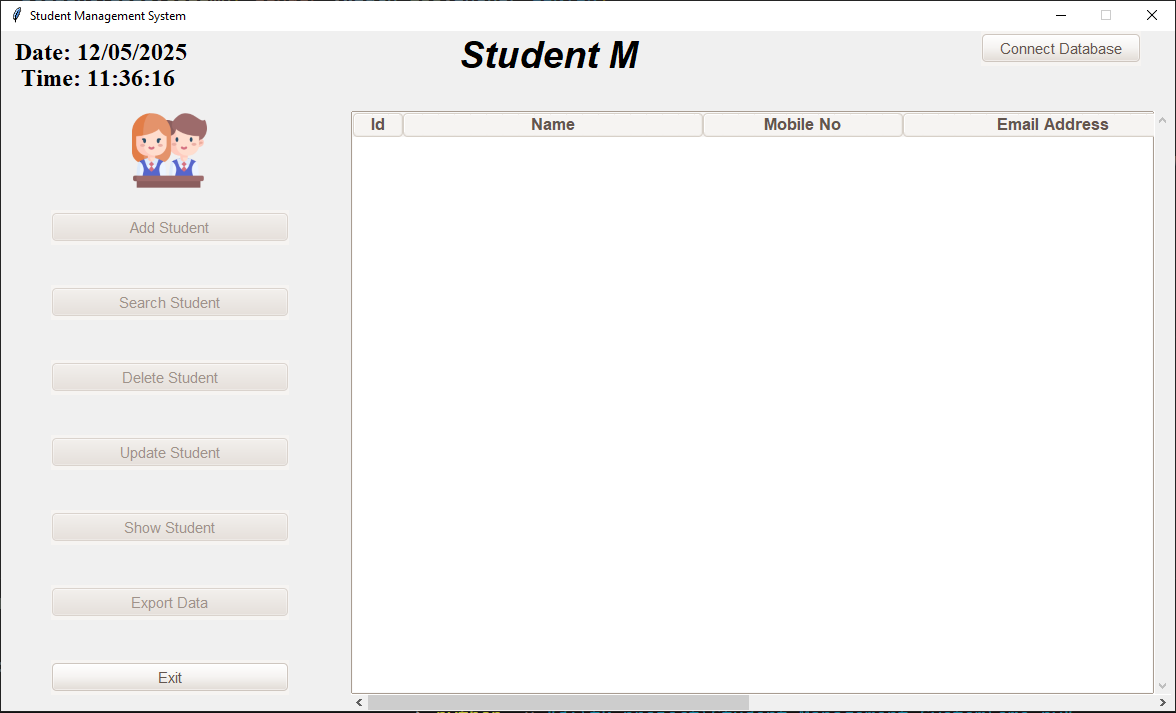 Student Management System
Date: 12/05/2025
Time: 11:36:16
Student M
Connect Database
Id Name Mobile No Email Address
Add Student
Search Student
Delete Student
Update Student
Show Student
Export Data
Exit